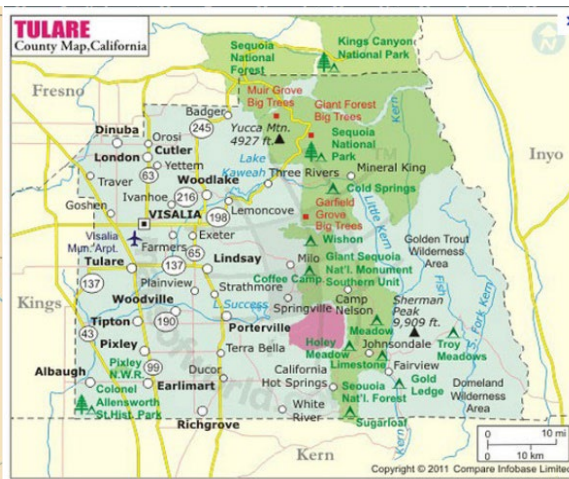 TULARE
County Map,California
Sequoia
National
Forest
Kings Canyon
National Park
N
Fresno
Kern
Inyo
Badger
Muir Grove
Big Trees
Giant Forest
Big Trees
245
Yucca Mtn.
4927 ft.
Dinuba
Orosi
Cutler
London
Sequoia
National
Park
63
Yettem
Lake
Kaweah
Three Rivers
Mineral King
Traver
Woodlake
216
Ivanhoe
Cold Springs
Goshen
198
Lemoncove
VISALIA
Garfield
Grove
Big Trees
Little Kern
Visalia
Mun. Arpt.
Farmers
Exeter
65
Wishon
Golden Trout
Wilderness
Area
Tulare
137
Lindsay
Milo
Giant Sequoia
Nat'l. Monument
Southern Unit
Coffee Camp
137
Plainview
Strathmore
Fish
S. Fork Kern
Kings
Woodville
L. Success
Springville
Camp
Nelson
Sherman
Peak
9,909 ft.
43
Tipton
190
Porterville
Meadow
Pixley
Holey
Meadow
Johnsondale
Troy
Meadows
Pixley
N.W.R.
Terra Bella
Limestone
Albaugh
99
Ducor
California
Hot Springs
Fairview
Earlimart
Colonel
Allensworth
St.Hist. Park
Sequoia
Nat'l. Forest
Gold
Ledge
Domeland
Wilderness
Area
Richgrove
White
River
Sugarloaf
Kern
Kern
0 10 mi
0 10 km
Copyright © 2011 Compare Infobase Limited